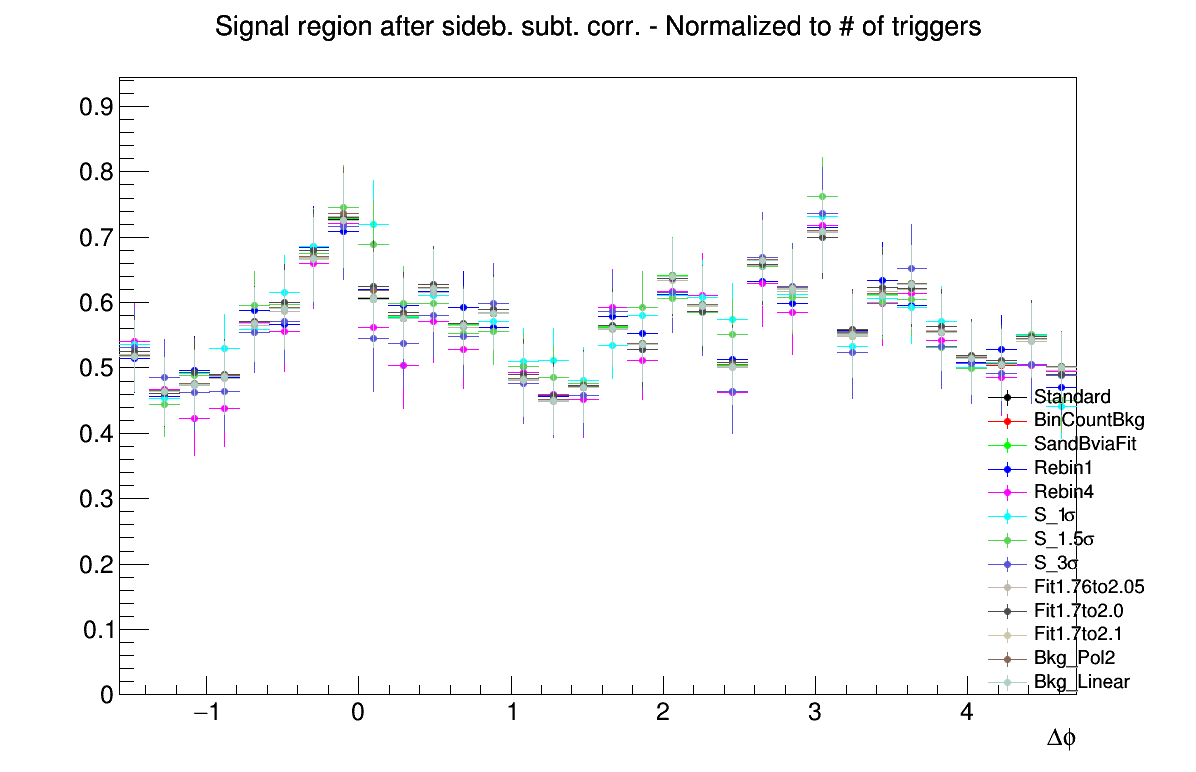 Signal region after sideb. subt. corr. - Normalized to # of triggers
0.9
0.8
0.7
0.6
0.5
0.4
0.3
0.2
0.1
0
−1
0
1
2
3
4
Δϕ
Standard
BinCountBkg
SandBviaFit
Rebin1
Rebin4
S_1σ
S_1.5σ
S_3σ
Fit1.76to2.05
Fit1.7to2.0
Fit1.7to2.1
Bkg_Pol2
Bkg_Linear